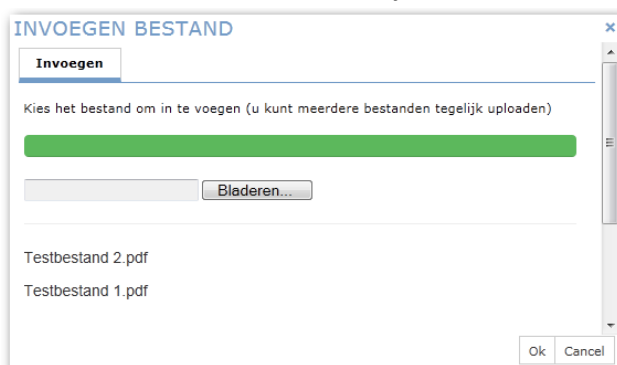 INVOEGEN BESTAND
Invoegen
Kies het bestand om in te voegen (u kunt meerdere bestanden tegelijk uploaden)
Bladeren...
Testbestand 2.pdf
Testbestand 1.pdf
Ok Cancel